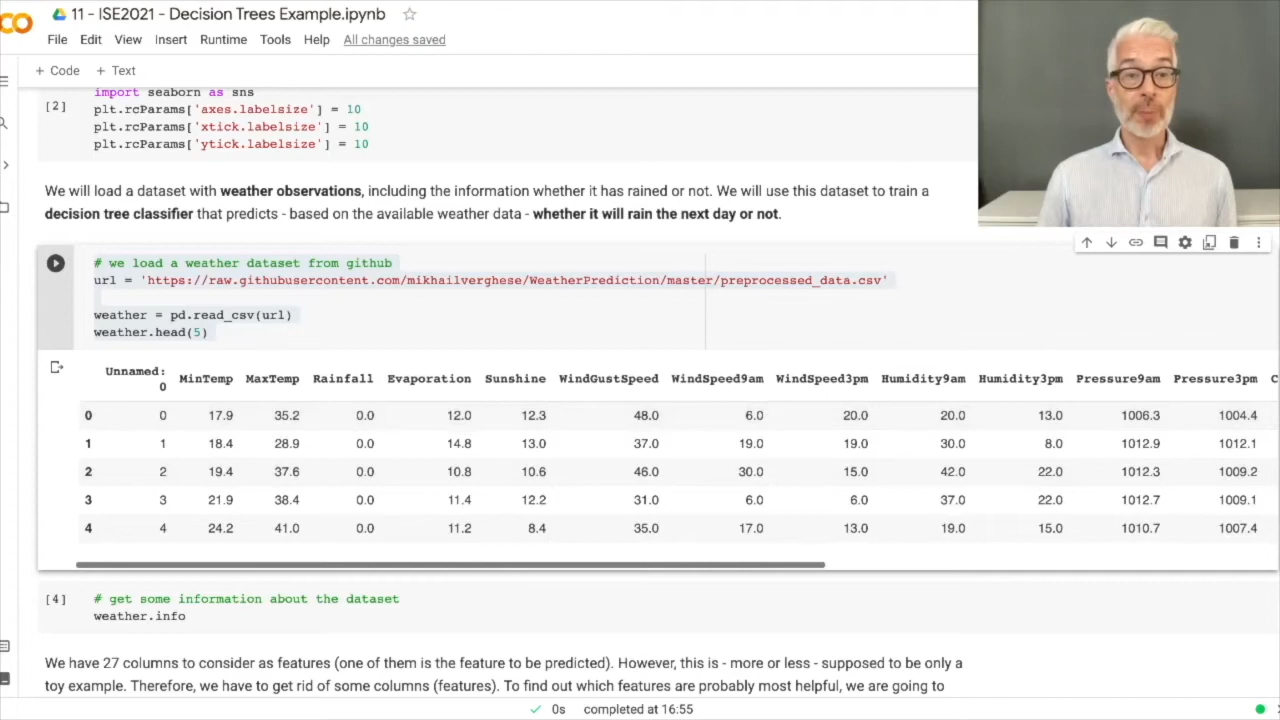 CO
11 - ISE2021 - Decision Trees Example.ipynb
File Edit View Insert Runtime Tools Help All changes saved
+ Code + Text
import seaborn as sns
[2]
plt.rcParams['axes.labelsize'] = 10
plt.rcParams['xtick.labelsize'] = 10
plt.rcParams['ytick.labelsize'] = 10
We will load a dataset with weather observations, including the information whether it has rained or not. We will use this dataset to train a
decision tree classifier that predicts - based on the available weather data - whether it will rain the next day or not.
# we load a weather dataset from github
url = 'https://raw.githubusercontent.com/mikhailverghese/WeatherPrediction/master/preprocessed_data.csv'
weather = pd.read_csv(url)
weather.head(5)
Unnamed: 0 MinTemp MaxTemp Rainfall Evaporation Sunshine WindGustSpeed WindSpeed9am WindSpeed3pm Humidity9am Humidity3pm Pressure9am Pressure3pm C
0 0 17.9 35.2 0.0 12.0 12.3 48.0 6.0 20.0 20.0 13.0 1006.3 1004.4
1 1 18.4 28.9 0.0 14.8 13.0 37.0 19.0 19.0 30.0 8.0 1012.9 1012.1
2 2 19.4 37.6 0.0 10.8 10.6 46.0 30.0 15.0 42.0 22.0 1012.3 1009.2
3 3 21.9 38.4 0.0 11.4 12.2 31.0 6.0 6.0 37.0 22.0 1012.7 1009.1
4 4 24.2 41.0 0.0 11.2 8.4 35.0 17.0 13.0 19.0 15.0 1010.7 1007.4
[4] # get some information about the dataset
weather.info
We have 27 columns to consider as features (one of them is the feature to be predicted). However, this is - more or less - supposed to be only a
toy example. Therefore, we have to get rid of some columns (features). To find out which features are probably most helpful, we are going to
0s completed at 16:55